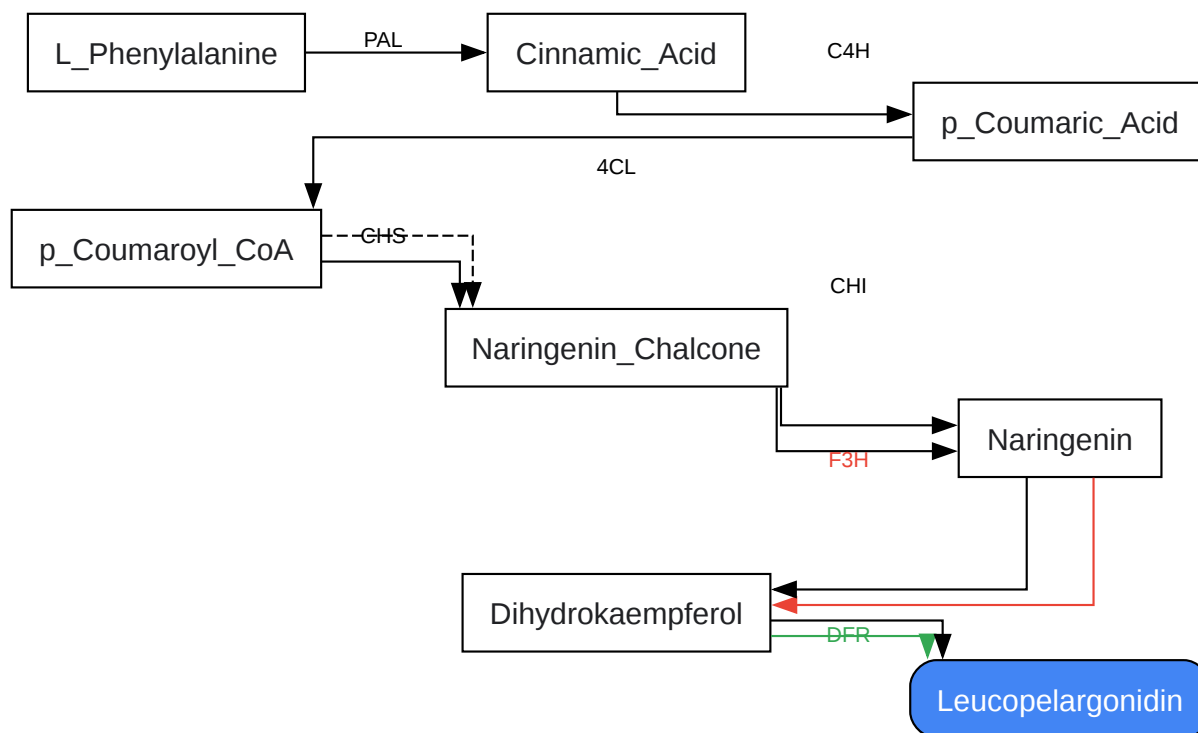 L_Phenylalanine
PAL
Cinnamic_Acid
C4H
p_Coumaric_Acid
4CL
p_Coumaroyl_CoA
CHS
CHI
Naringenin_Chalcone
Naringenin
F3H
Dihydrokaempferol
DFR
Leucopelargonidin